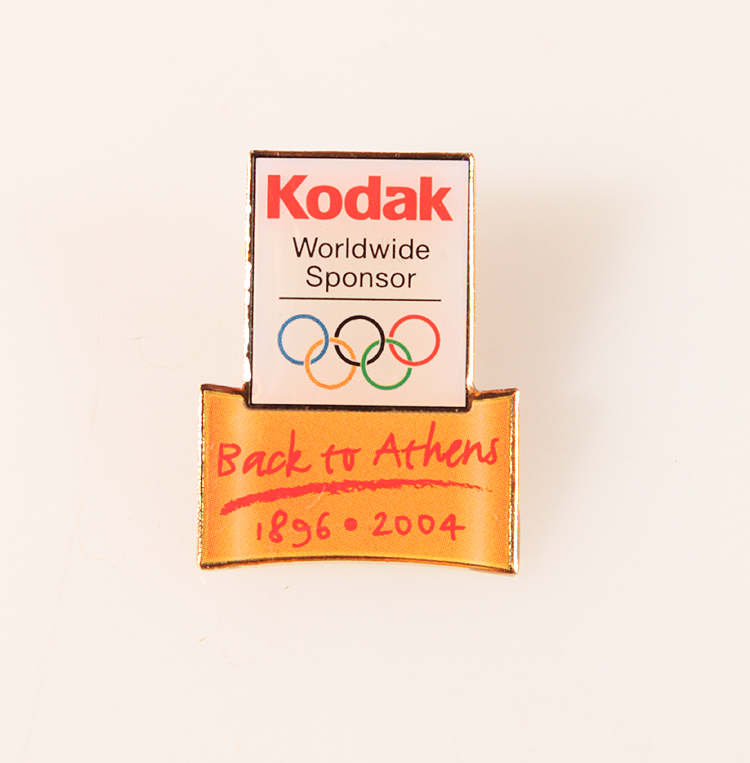 Kodak
Worldwide
Sponsor
Back to Athens
1896 • 2004